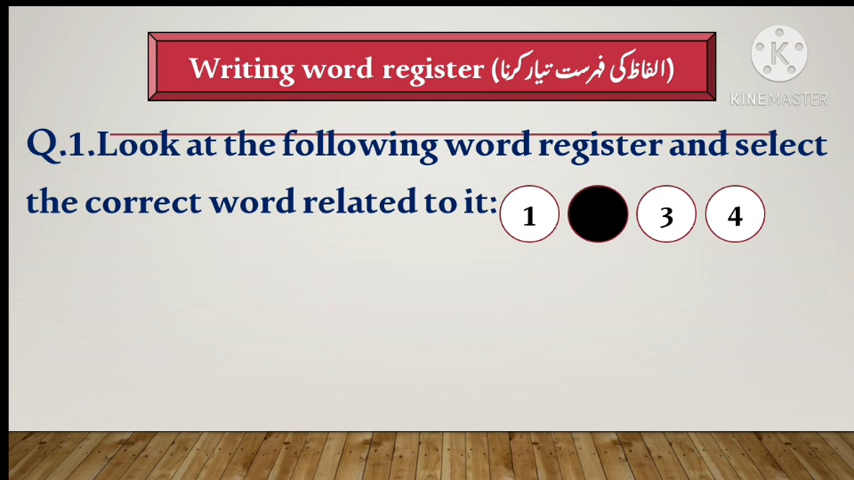 Writing word register (الفاظ کی فہرست تیار کرنا)
K
KINEMASTER
Q.1.Look at the following word register and select
the correct word related to it: 1 3 4